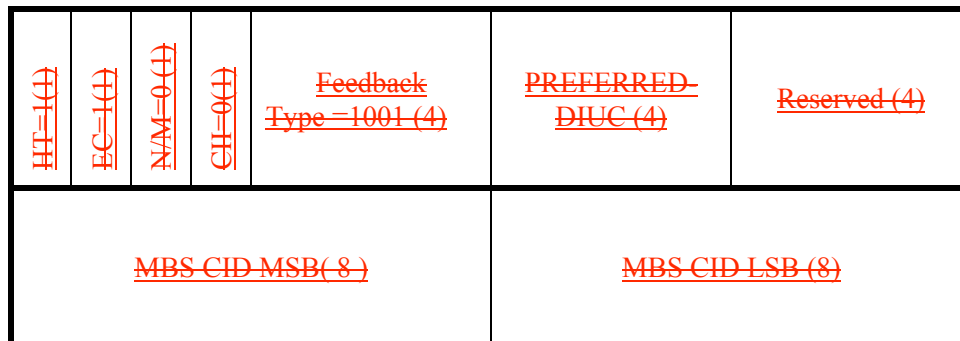 HT=1(1)
EC=1(1)
N/M=0 (1)
CII=0(1)
Feedback
Type =1001 (4)
PREFERRED-
DIUC (4)
Reserved (4)
MBS CID MSB( 8 )
MBS CID LSB (8)